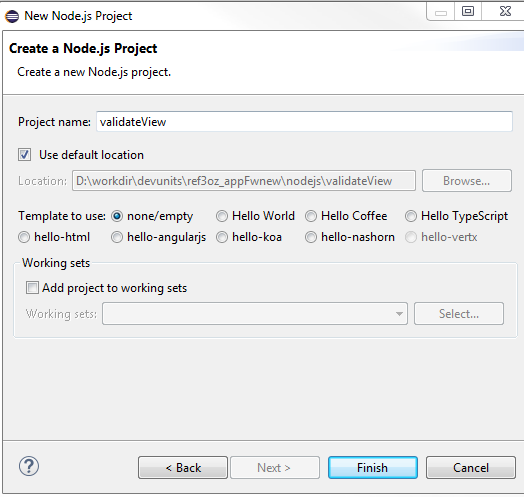 New Node.js Project
Create a Node.js Project
Create a new Node.js project.
Project name: validateView
Use default location
Location: D:\workdir\devunits\ref3oz_appFwnew\nodejs\validateView Browse...
Template to use: none/empty Hello World Hello Coffee Hello TypeScript
hello-html hello-angularjs hello-koa hello-nashorn hello-vertx
Working sets
Add project to working sets
Working sets: Select...
? < Back Next > Finish Cancel